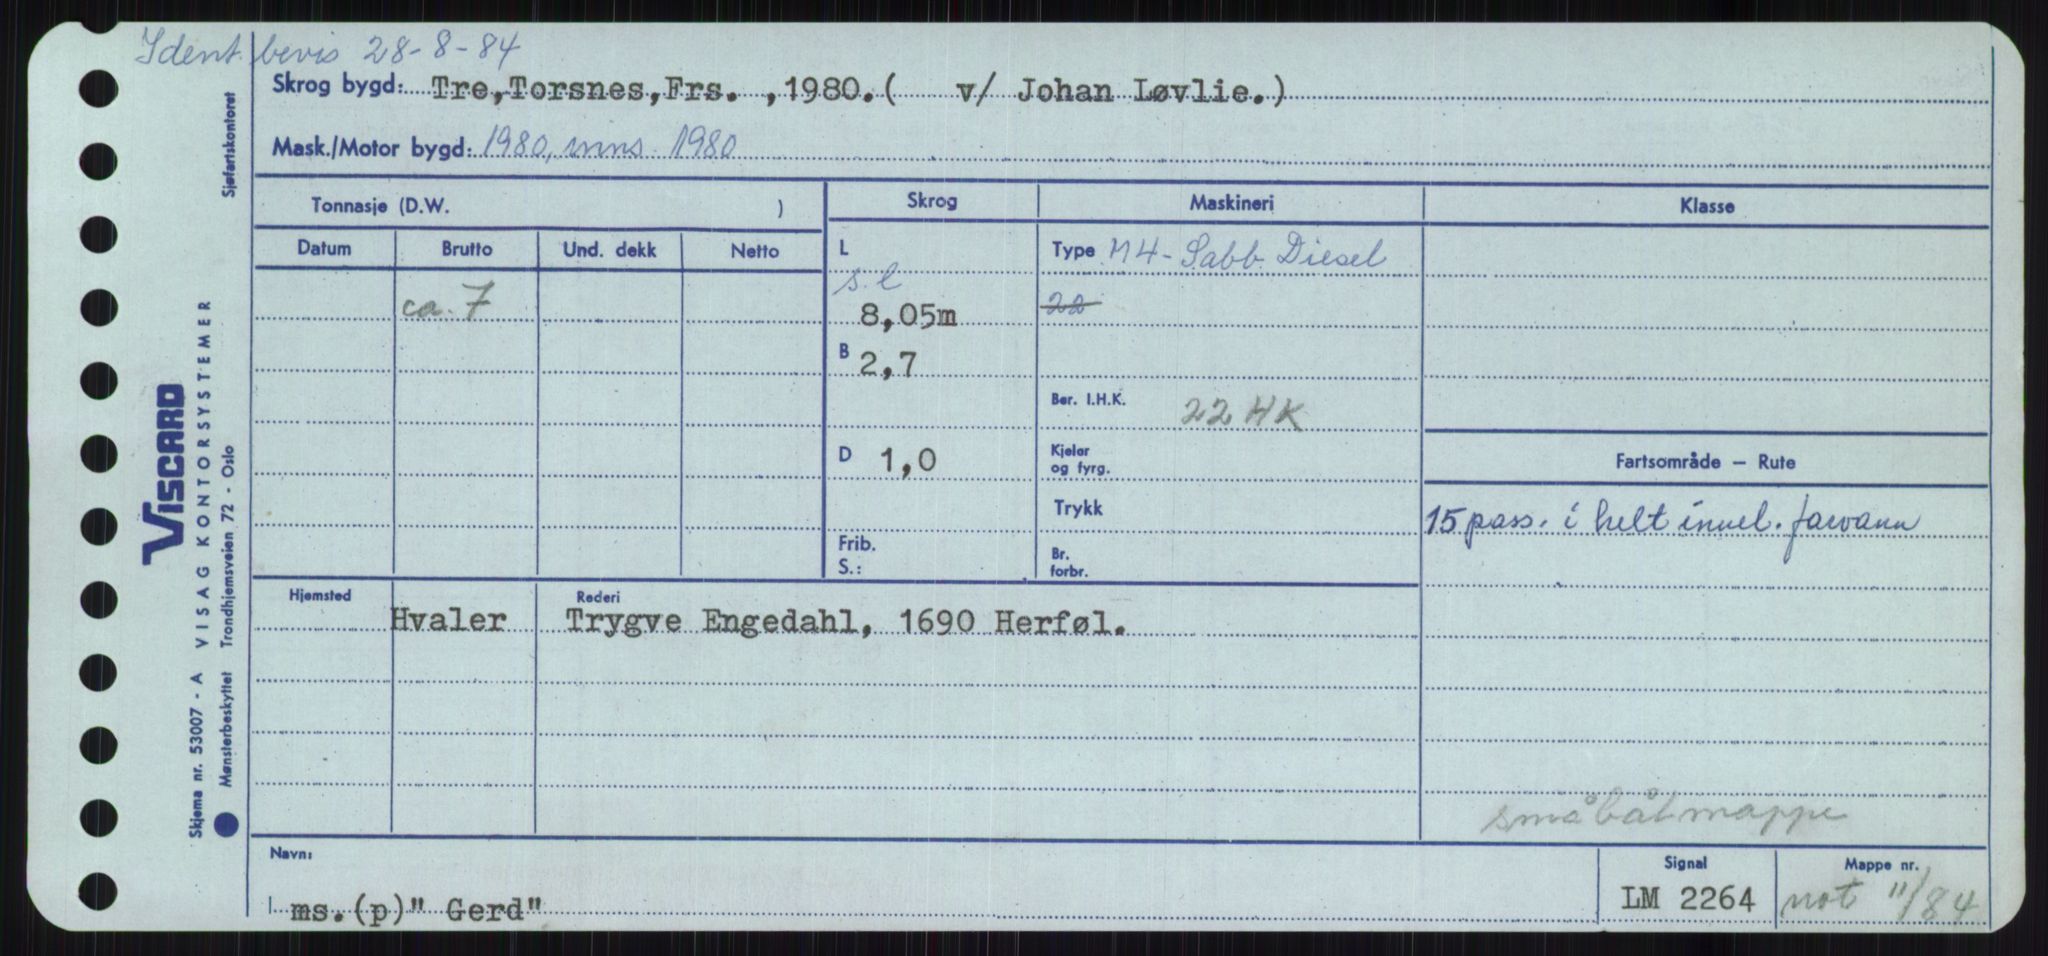 Ident. bevis 28-8-84
Skrog bygd: Tre,Torsnes,Frs. ,1980.( v/ Johan Løvlie.)
Mask./Motor bygd: 1980, inns. 1980
Tonnasje (D.W. ) Skrog Maskineri Klasse
Datum Brutto Und. dekk Netto L Type M4-Sabb Diesel
s.l
ca. 7 8,05m 22
B 2,7
Ber. I.H.K. 22 HK
D 1,0 Kjeler og fyrg. Fartsområde — Rute
Trykk 15 pass. i helt innel. farvann
Frib. S.: Br. forbr.
Hjemsted Rederi
Hvaler Trygve Engedahl, 1690 Herføl.
småbåtmappe
Navn: Signal Mappe nr.
ms.(p)" Gerd" LM 2264 not 11/84
Sjøfartskontoret
VISCARD
VISAG KONTORSYSTEMER
Skjema nr. 53007 - A
Mønsterbeskyttet Trondhjemsveien 72 - Oslo